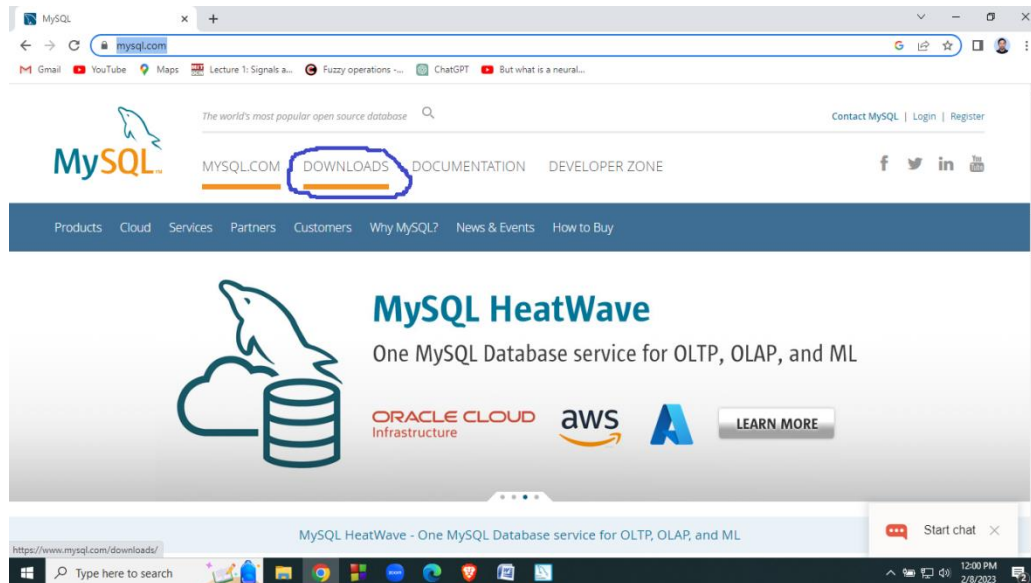 MySQL
mysql.com
Gmail YouTube Maps Lecture 1: Signals a... Fuzzy operations -... ChatGPT But what is a neural...
The world's most popular open source database
Contact MySQL | Login | Register
MySQL
MYSQL.COM DOWNLOADS DOCUMENTATION DEVELOPER ZONE
Products Cloud Services Partners Customers Why MySQL? News & Events How to Buy
MySQL HeatWave
One MySQL Database service for OLTP, OLAP, and ML
ORACLE CLOUD
Infrastructure
aws
LEARN MORE
MySQL HeatWave - One MySQL Database service for OLTP, OLAP, and ML
Start chat
https://www.mysql.com/downloads/
Type here to search
12:00 PM
2/8/2023